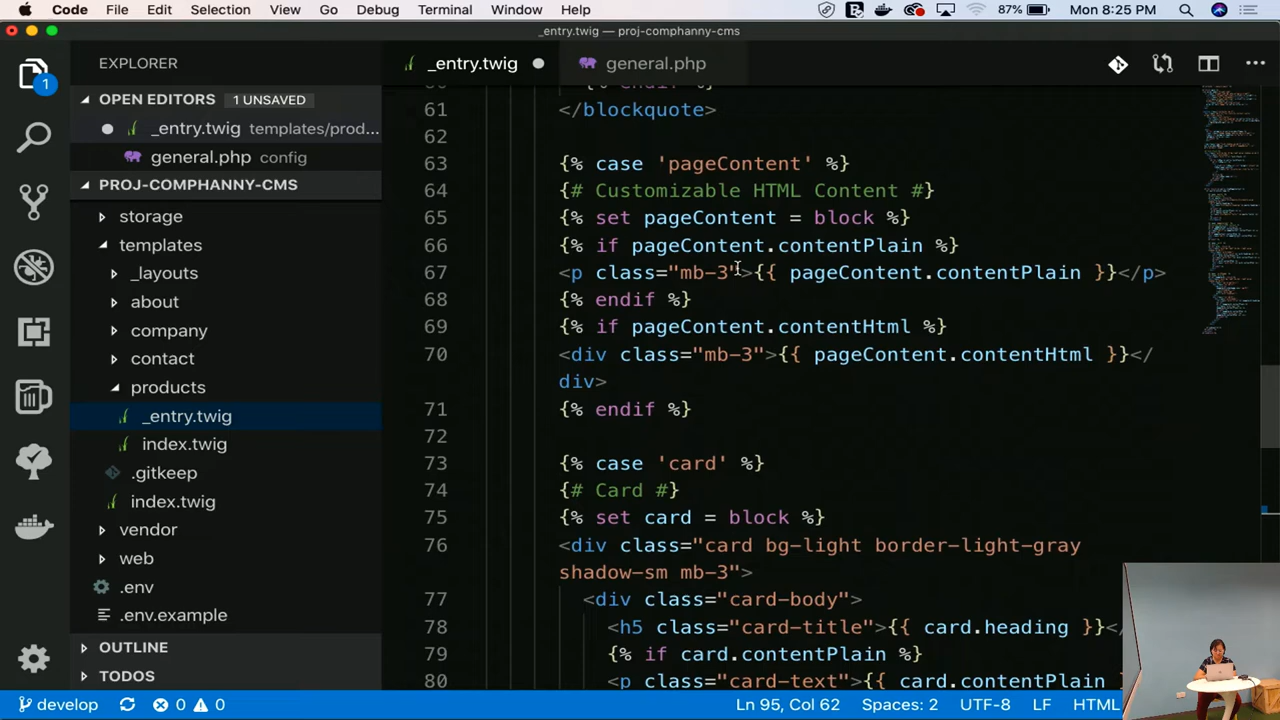 Code File Edit Selection View Go Debug Terminal Window Help 87% Mon 8:25 PM
_entry.twig — proj-comphanny-cms
EXPLORER
1
OPEN EDITORS 1 UNSAVED
_entry.twig templates/prod...
general.php config
PROJ-COMPHANNY-CMS
storage
templates
_layouts
about
company
contact
products
_entry.twig
index.twig
.gitkeep
index.twig
vendor
web
.env
.env.example
OUTLINE
TODOS
_entry.twig general.php
61 </blockquote>
62
63 {% case 'pageContent' %}
64 {# Customizable HTML Content #}
65 {% set pageContent = block %}
66 {% if pageContent.contentPlain %}
67 <p class="mb-3">{{ pageContent.contentPlain }}</p>
68 {% endif %}
69 {% if pageContent.contentHtml %}
70 <div class="mb-3">{{ pageContent.contentHtml }}</
div>
71 {% endif %}
72
73 {% case 'card' %}
74 {# Card #}
75 {% set card = block %}
76 <div class="card bg-light border-light-gray
shadow-sm mb-3">
77 <div class="card-body">
78 <h5 class="card-title">{{ card.heading }}</
79 {% if card.contentPlain %}
80 <p class="card-text">{{ card.contentPlain
develop 0 0 Ln 95, Col 62 Spaces: 2 UTF-8 LF HTML